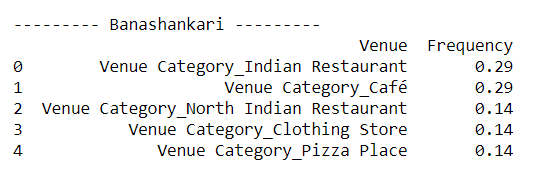 --------- Banashankari ---------
Venue Frequency
0 Venue Category_Indian Restaurant 0.29
1 Venue Category_Café 0.29
2 Venue Category_North Indian Restaurant 0.14
3 Venue Category_Clothing Store 0.14
4 Venue Category_Pizza Place 0.14